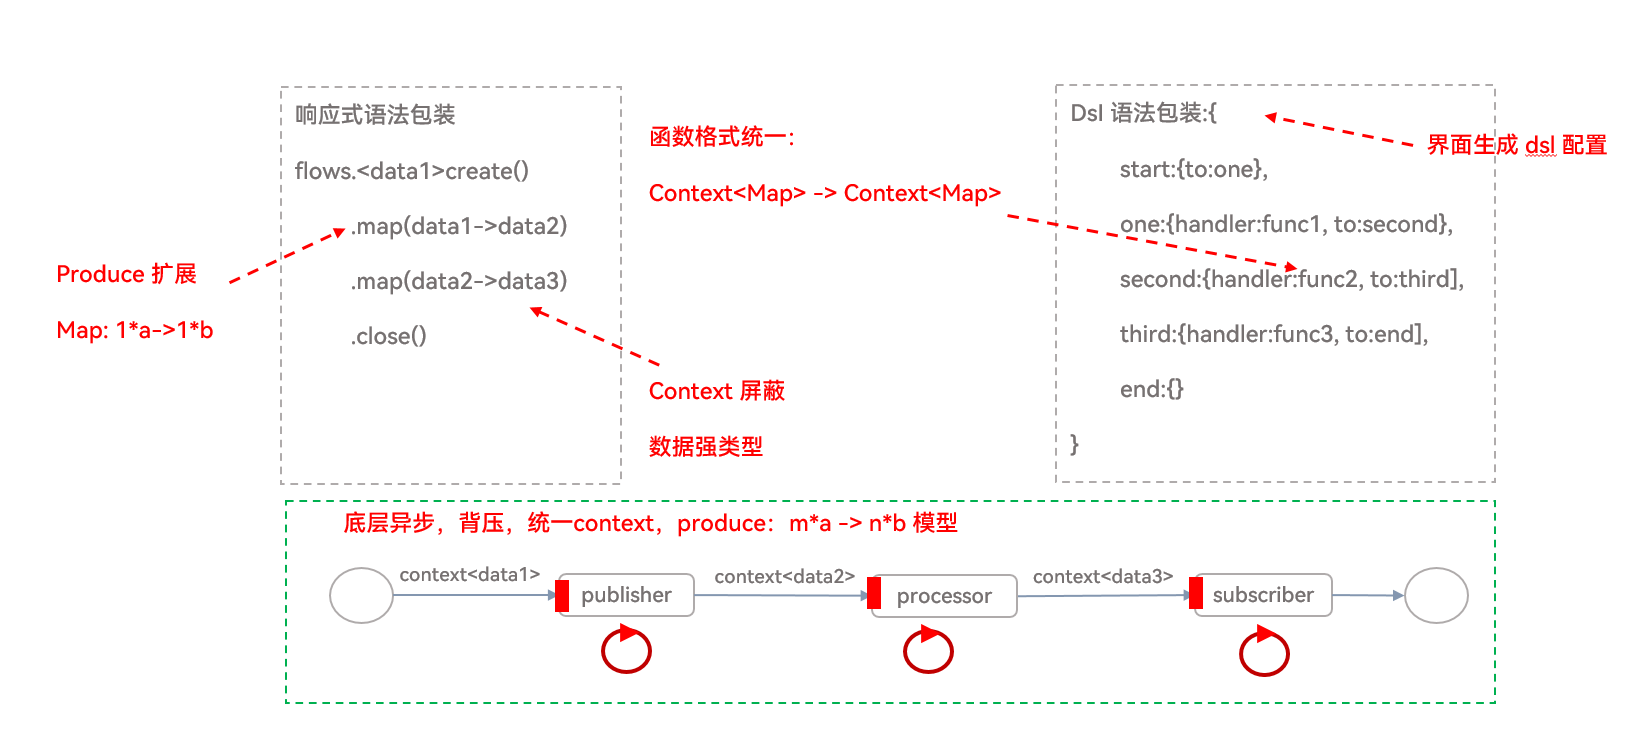 响应式语法包装
flows.<data1>create()
.map(data1->data2)
.map(data2->data3)
.close()
Produce 扩展
Map: 1*a->1*b
函数格式统一：
Context<Map> -> Context<Map>
Context 屏蔽
数据强类型
Dsl 语法包装:{
start:{to:one},
one:{handler:func1, to:second},
second:{handler:func2, to:third],
third:{handler:func3, to:end],
end:{}
}
界面生成 dsl 配置
底层异步，背压，统一context，produce：m*a -> n*b 模型
context<data1>
publisher
context<data2>
processor
context<data3>
subscriber